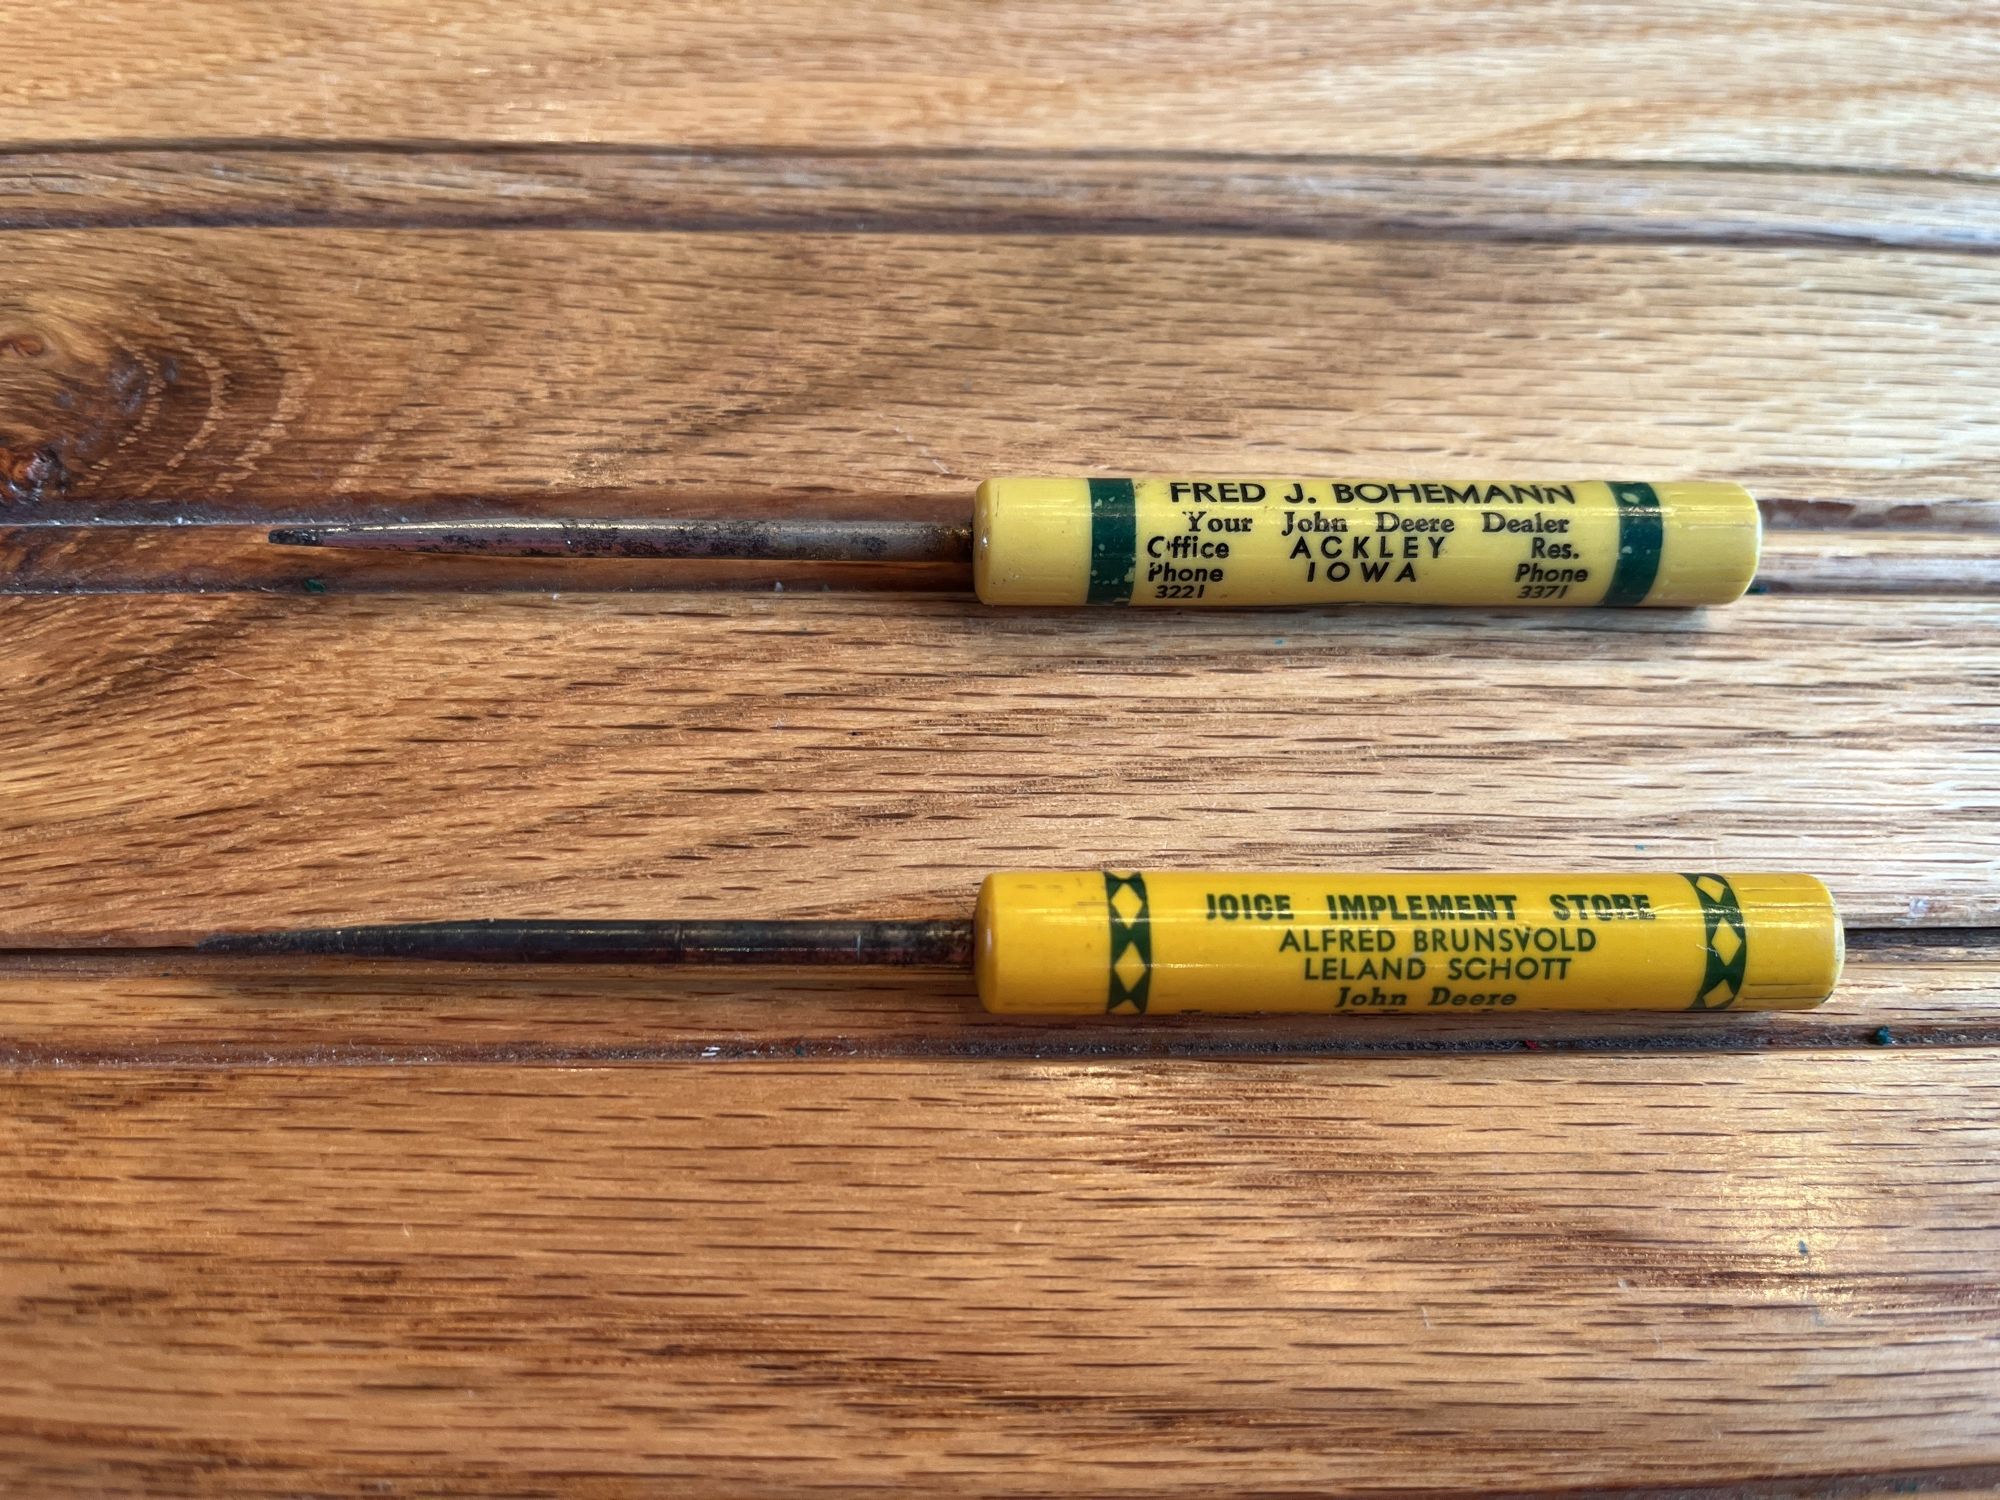 FRED J. BOHEMANN
Your John Deere Dealer
Office ACKLEY Res.
Phone IOWA Phone
3221 3371
JOICE IMPLEMENT STORE
ALFRED BRUNSVOLD
LELAND SCHOTT
John Deere